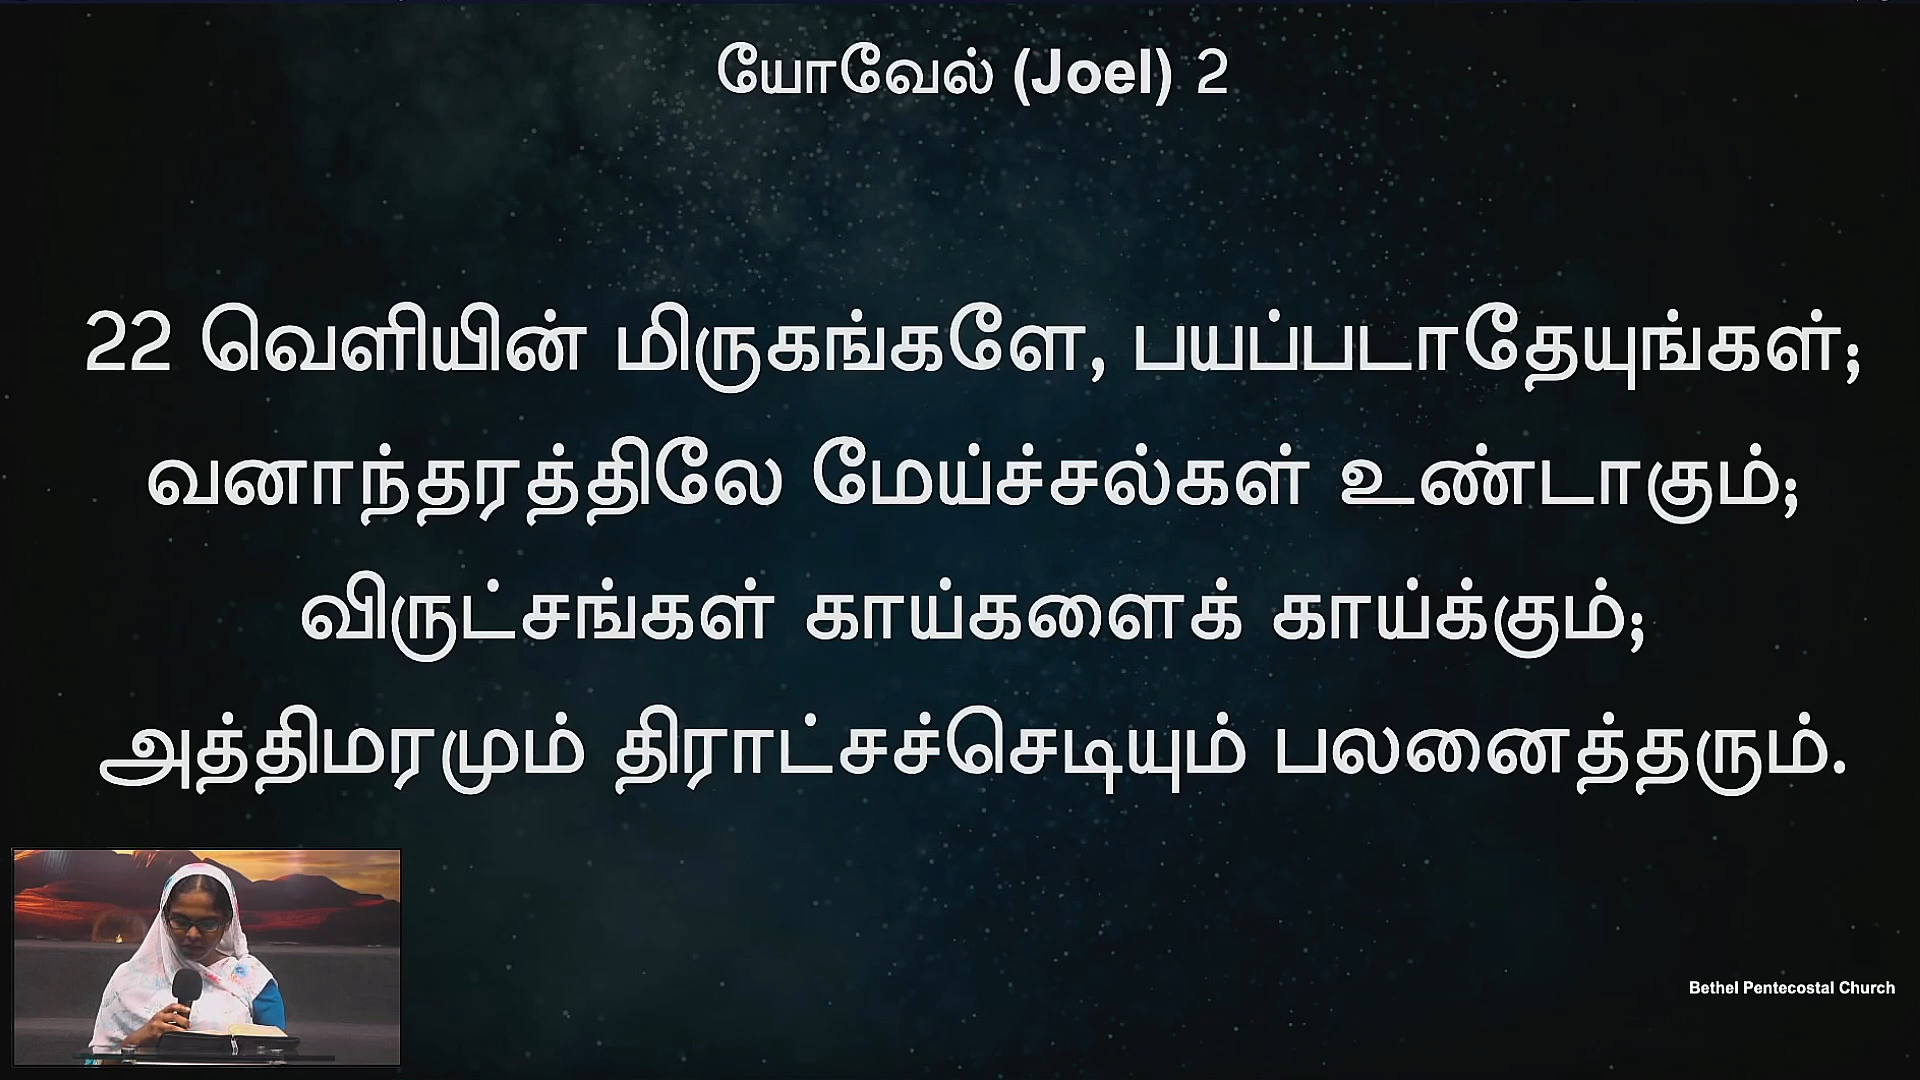 யோவேல் (Joel) 2
22 வெளியின் மிருகங்களே, பயப்படாதேயுங்கள்;
வனாந்தரத்திலே மேய்ச்சல்கள் உண்டாகும்;
விருட்சங்கள் காய்களைக் காய்க்கும்;
அத்திமரமும் திராட்சச்செடியும் பலனைத்தரும்.
Bethel Pentecostal Church